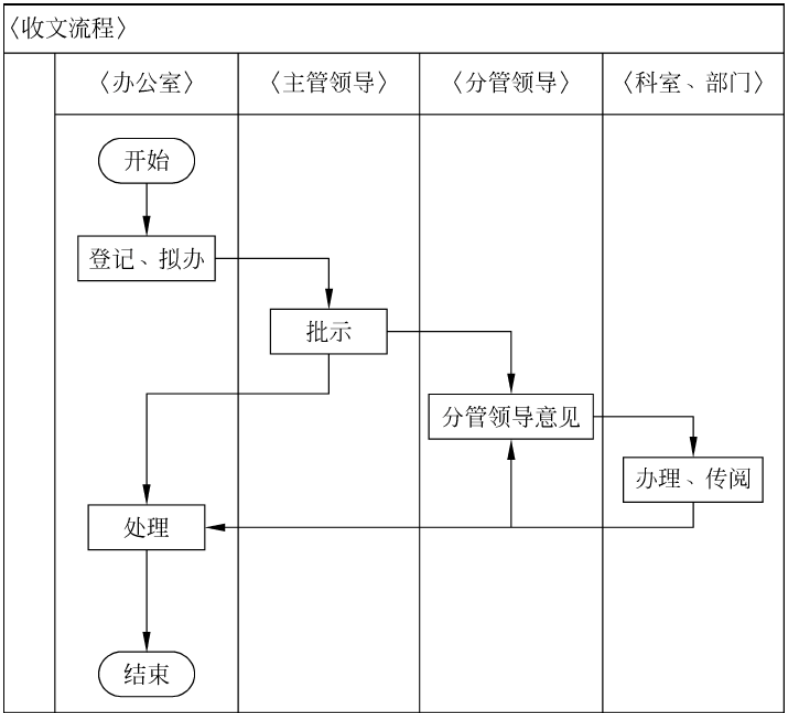 〈收文流程〉
〈办公室〉 〈主管领导〉 〈分管领导〉 〈科室、部门〉
开始
登记、拟办
批示
分管领导意见
办理、传阅
处理
结束